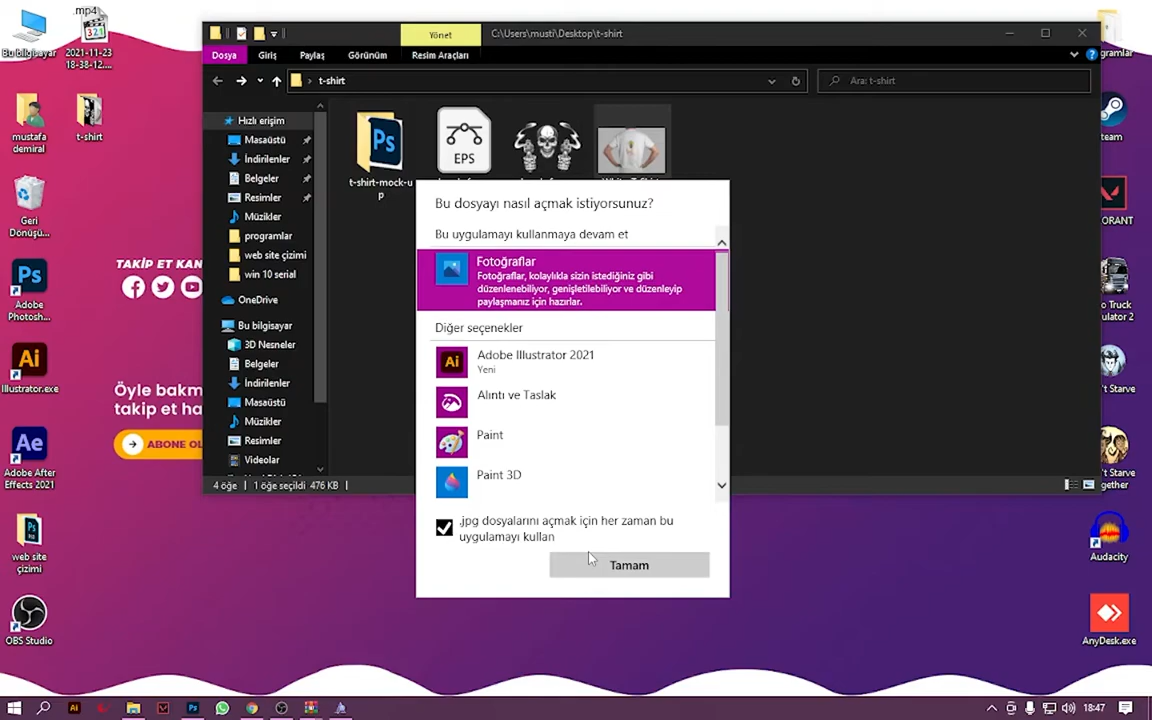 .mp4
Bu bilgisayar
2021-11-23
18-38-12....
mustafa
demiral
t-shirt
Geri
Dönüşü...
Adobe
Photosh...
Illustrator.exe
Adobe After
Effects 2021
web site
çizimi
OBS Studio
TAKİP ET KAN
Öyle bakm
takip et ha
ABONE OL
Yönet
C:\Users\musti\Desktop\t-shirt
Dosya
Giriş
Paylaş
Görünüm
Resim Araçları
t-shirt
Ara: t-shirt
Hızlı erişim
Masaüstü
İndirilenler
Belgeler
Resimler
Müzikler
programlar
web site çizimi
win 10 serial
OneDrive
Bu bilgisayar
3D Nesneler
Belgeler
İndirilenler
Masaüstü
Müzikler
Resimler
Videolar
Ps
EPS
t-shirt-mock-u
p
4 öğe
1 öğe seçildi 476 KB
Bu dosyayı nasıl açmak istiyorsunuz?
Bu uygulamayı kullanmaya devam et
Fotoğraflar
Fotoğraflar, kolaylıkla sizin istediğiniz gibi
düzenlenebiliyor, genişletilebiliyor ve düzenleyip
paylaşmanız için hazırlar.
Diğer seçenekler
Ai
Adobe Illustrator 2021
Yeni
Alıntı ve Taslak
Paint
Paint 3D
.jpg dosyalarını açmak için her zaman bu
uygulamayı kullan
Tamam
gramlar
team
ORANT
o Truck
ulator 2
't Starve
't Starve
ogether
Audacity
AnyDesk.exe
18:47